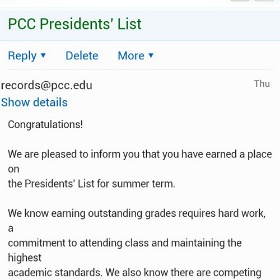 PCC Presidents' List
Reply ▼ Delete More ▼
records@pcc.edu Thu
Show details
Congratulations!
We are pleased to inform you that you have earned a place
on
the Presidents' List for summer term.
We know earning outstanding grades requires hard work,
a
commitment to attending class and maintaining the
highest
academic standards. We also know there are competing